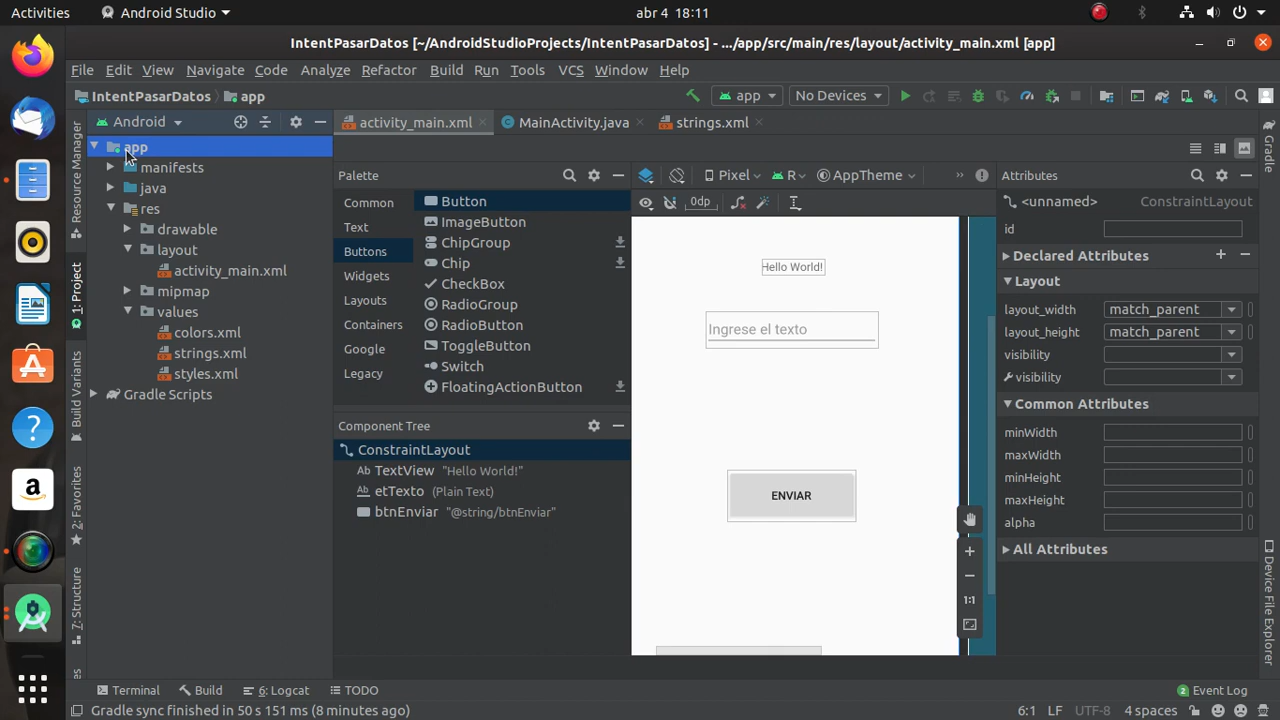 Activities
Android Studio
abr 4 18:11
IntentPasarDatos [~/AndroidStudioProjects/IntentPasarDatos] - .../app/src/main/res/layout/activity_main.xml [app]
File Edit View Navigate Code Analyze Refactor Build Run Tools VCS Window Help
IntentPasarDatos app
app No Devices
Android
activity_main.xml MainActivity.java strings.xml
Resource Manager
1: Project
Build Variants
2: Favorites
7: Structure
app
manifests
java
res
drawable
layout
activity_main.xml
mipmap
values
colors.xml
strings.xml
styles.xml
Gradle Scripts
Palette
Common
Text
Buttons
Widgets
Layouts
Containers
Google
Legacy
Button
ImageButton
ChipGroup
Chip
CheckBox
RadioGroup
RadioButton
ToggleButton
Switch
FloatingActionButton
Component Tree
ConstraintLayout
Ab TextView "Hello World!"
Ab etTexto (Plain Text)
btnEnviar "@string/btnEnviar"
Pixel R AppTheme »
0dp
Hello World!
Ingrese el texto
ENVIAR
1:1
Attributes
<unnamed> ConstraintLayout
id
Declared Attributes
Layout
layout_width match_parent
layout_height match_parent
visibility
visibility
Common Attributes
minWidth
maxWidth
minHeight
maxHeight
alpha
All Attributes
Gradle
Device File Explorer
Terminal Build 6: Logcat TODO
2 Event Log
Gradle sync finished in 50 s 151 ms (8 minutes ago)
6:1 LF UTF-8 4 spaces